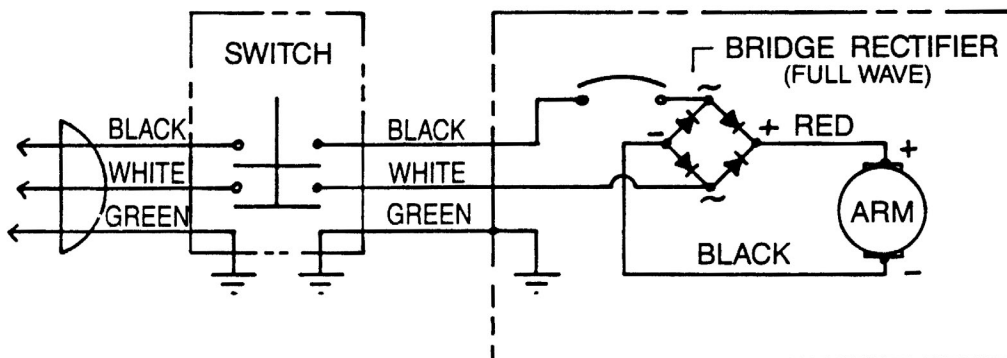 SWITCH
BRIDGE RECTIFIER
(FULL WAVE)
~
BLACK
BLACK
-
+
RED
+
WHITE
WHITE
~
GREEN
GREEN
ARM
BLACK
-